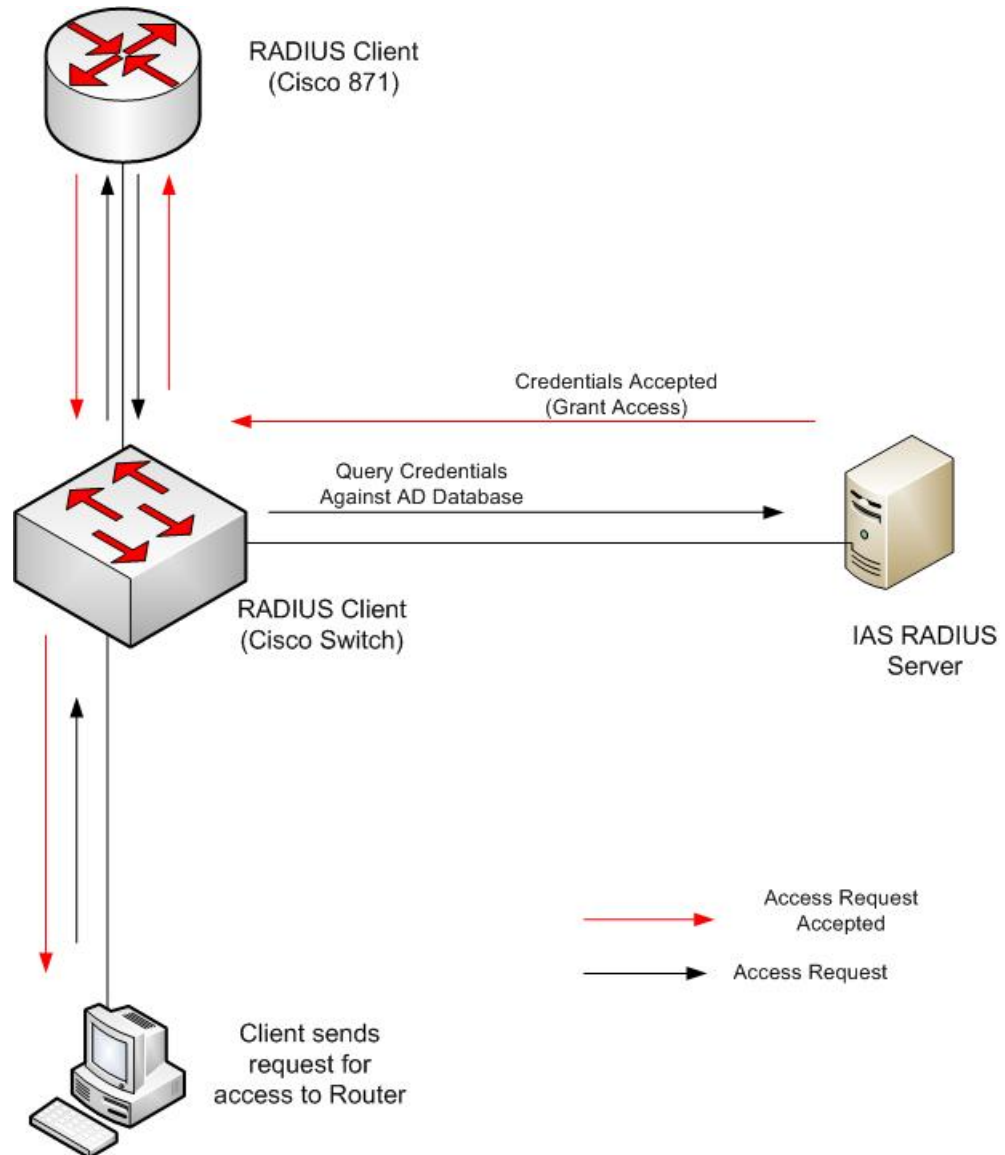 RADIUS Client
(Cisco 871)
Credentials Accepted
(Grant Access)
Query Credentials
Against AD Database
RADIUS Client
(Cisco Switch)
IAS RADIUS
Server
Access Request
Accepted
Access Request
Client sends
request for
access to Router